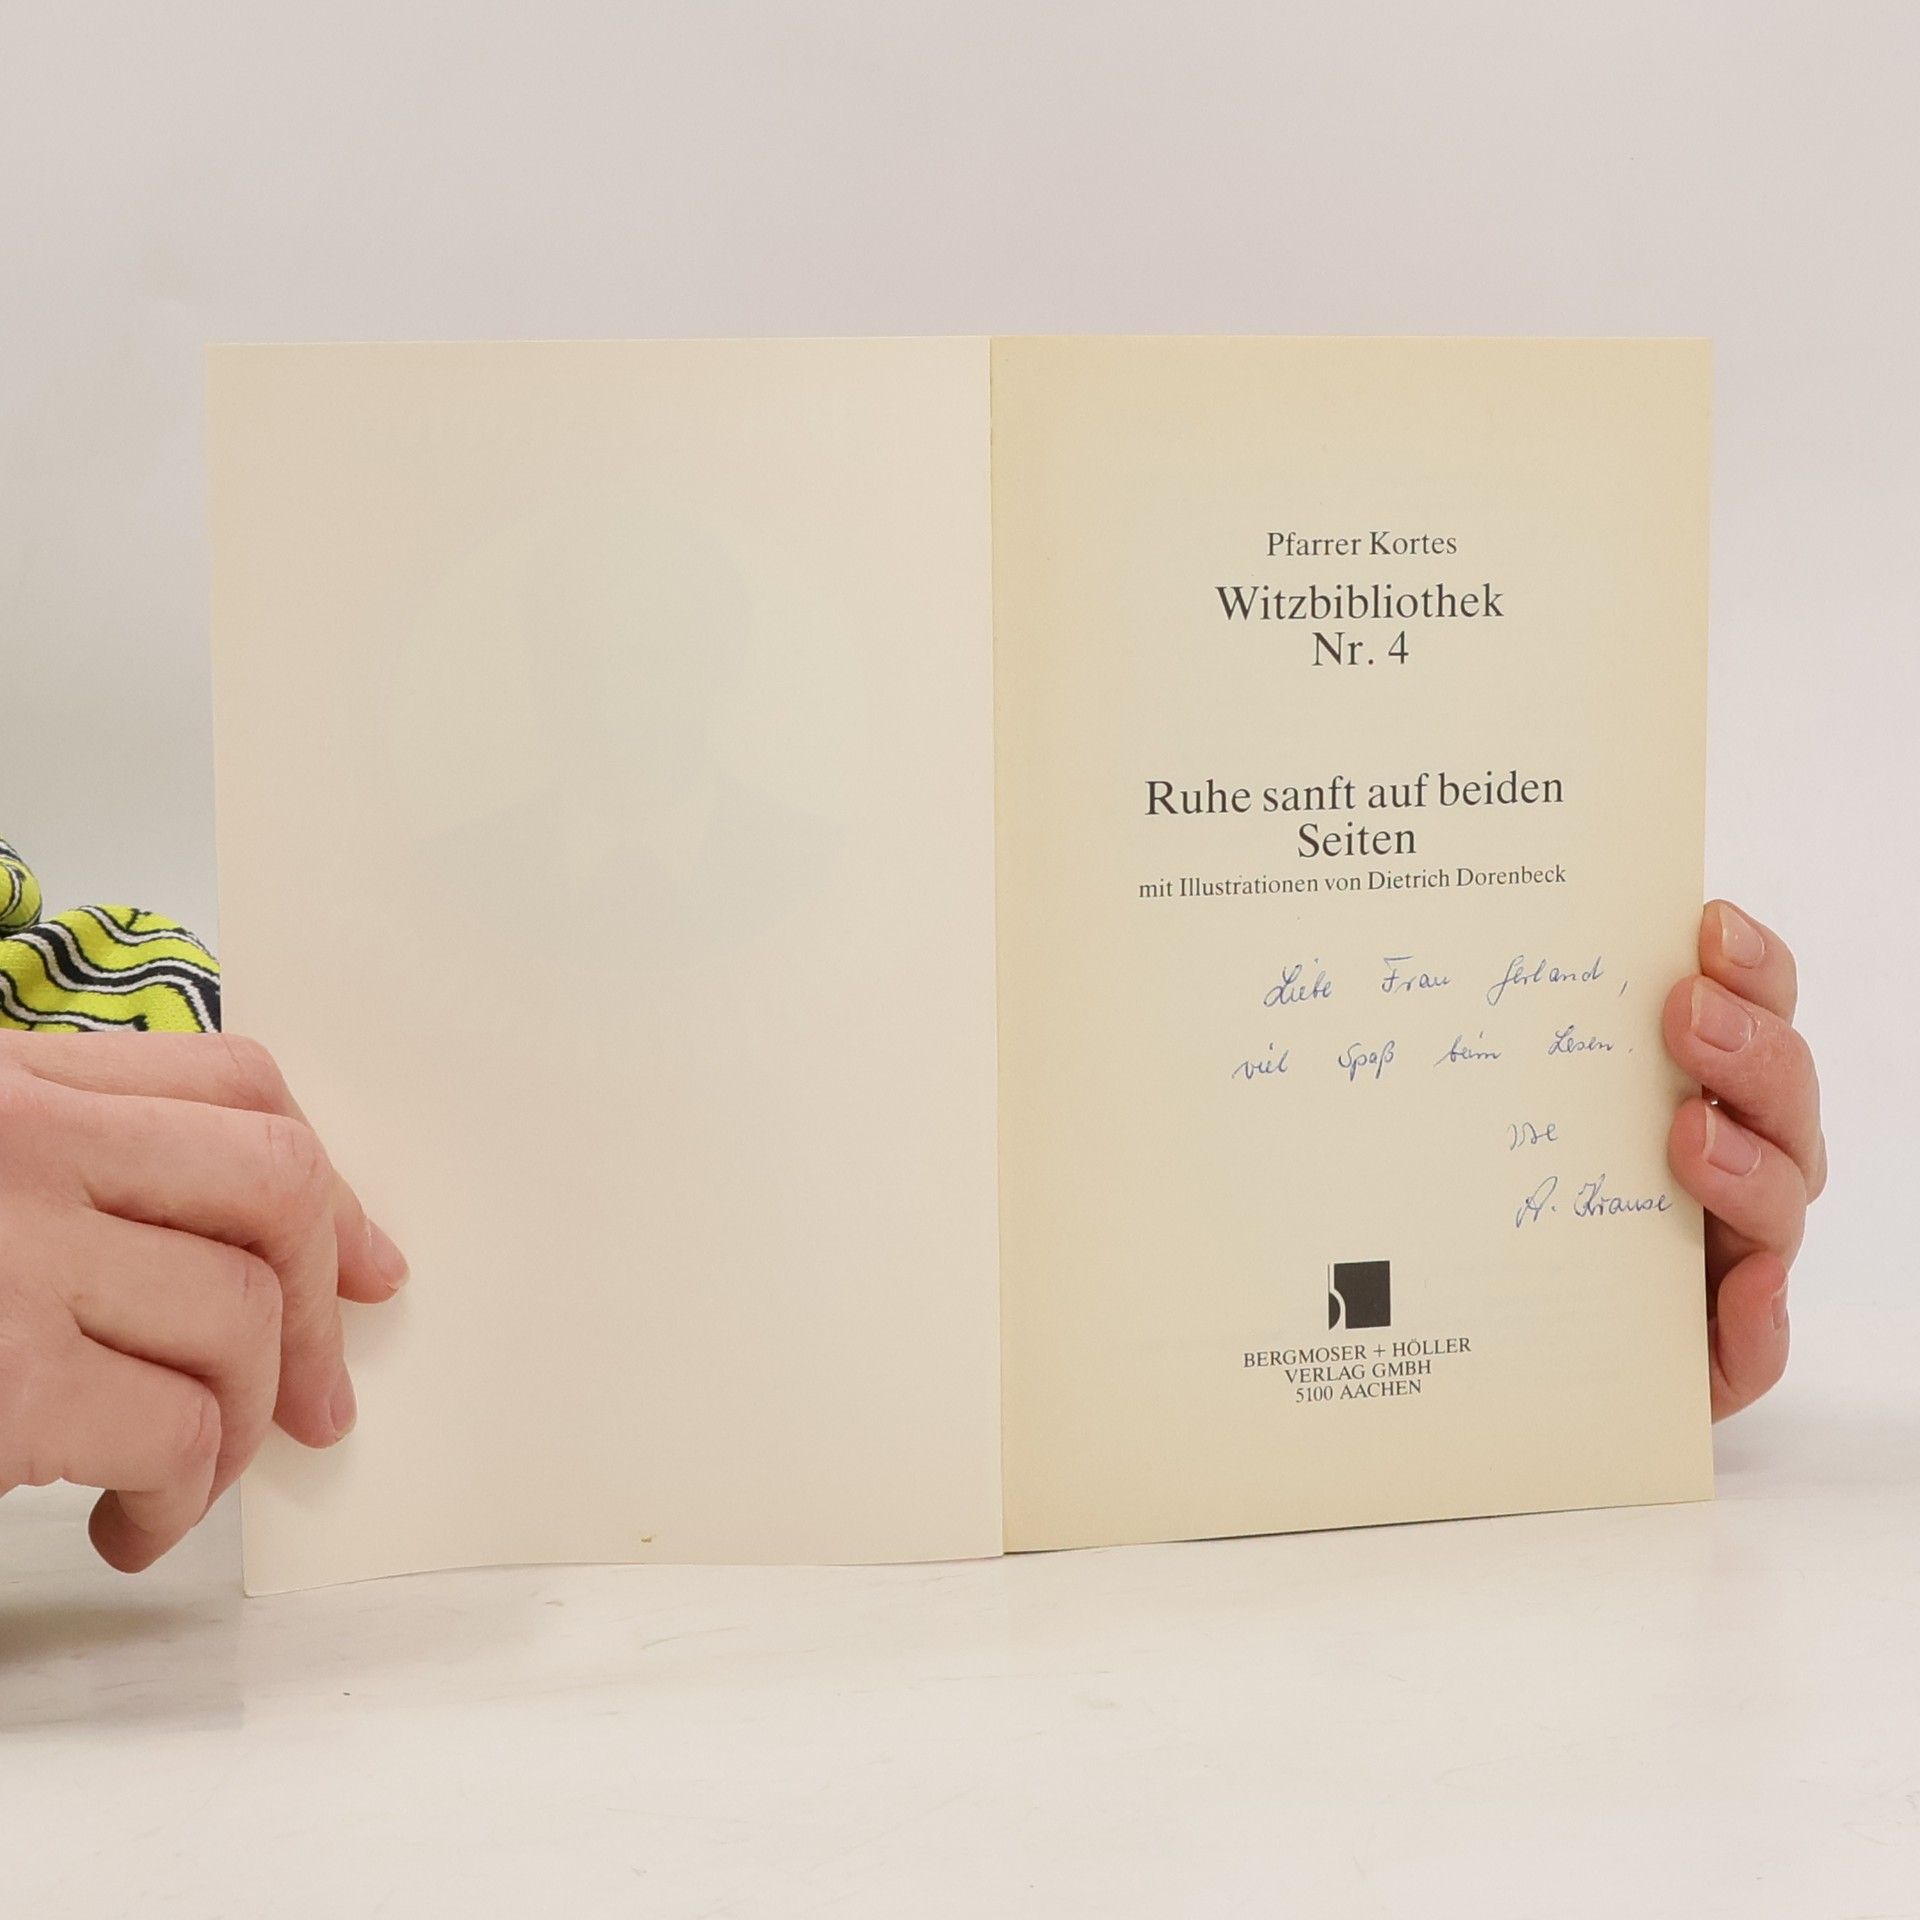 Pfarrer Kortes
Witzbibliothek
Nr. 4
Ruhe sanft auf beiden
Seiten
mit Illustrationen von Dietrich Dorenbeck
Liebe Frau Gerland,
viel Spaß beim Lesen.
A. Krause
BERGMOSER + HÖLLER
VERLAG GMBH
5100 AACHEN